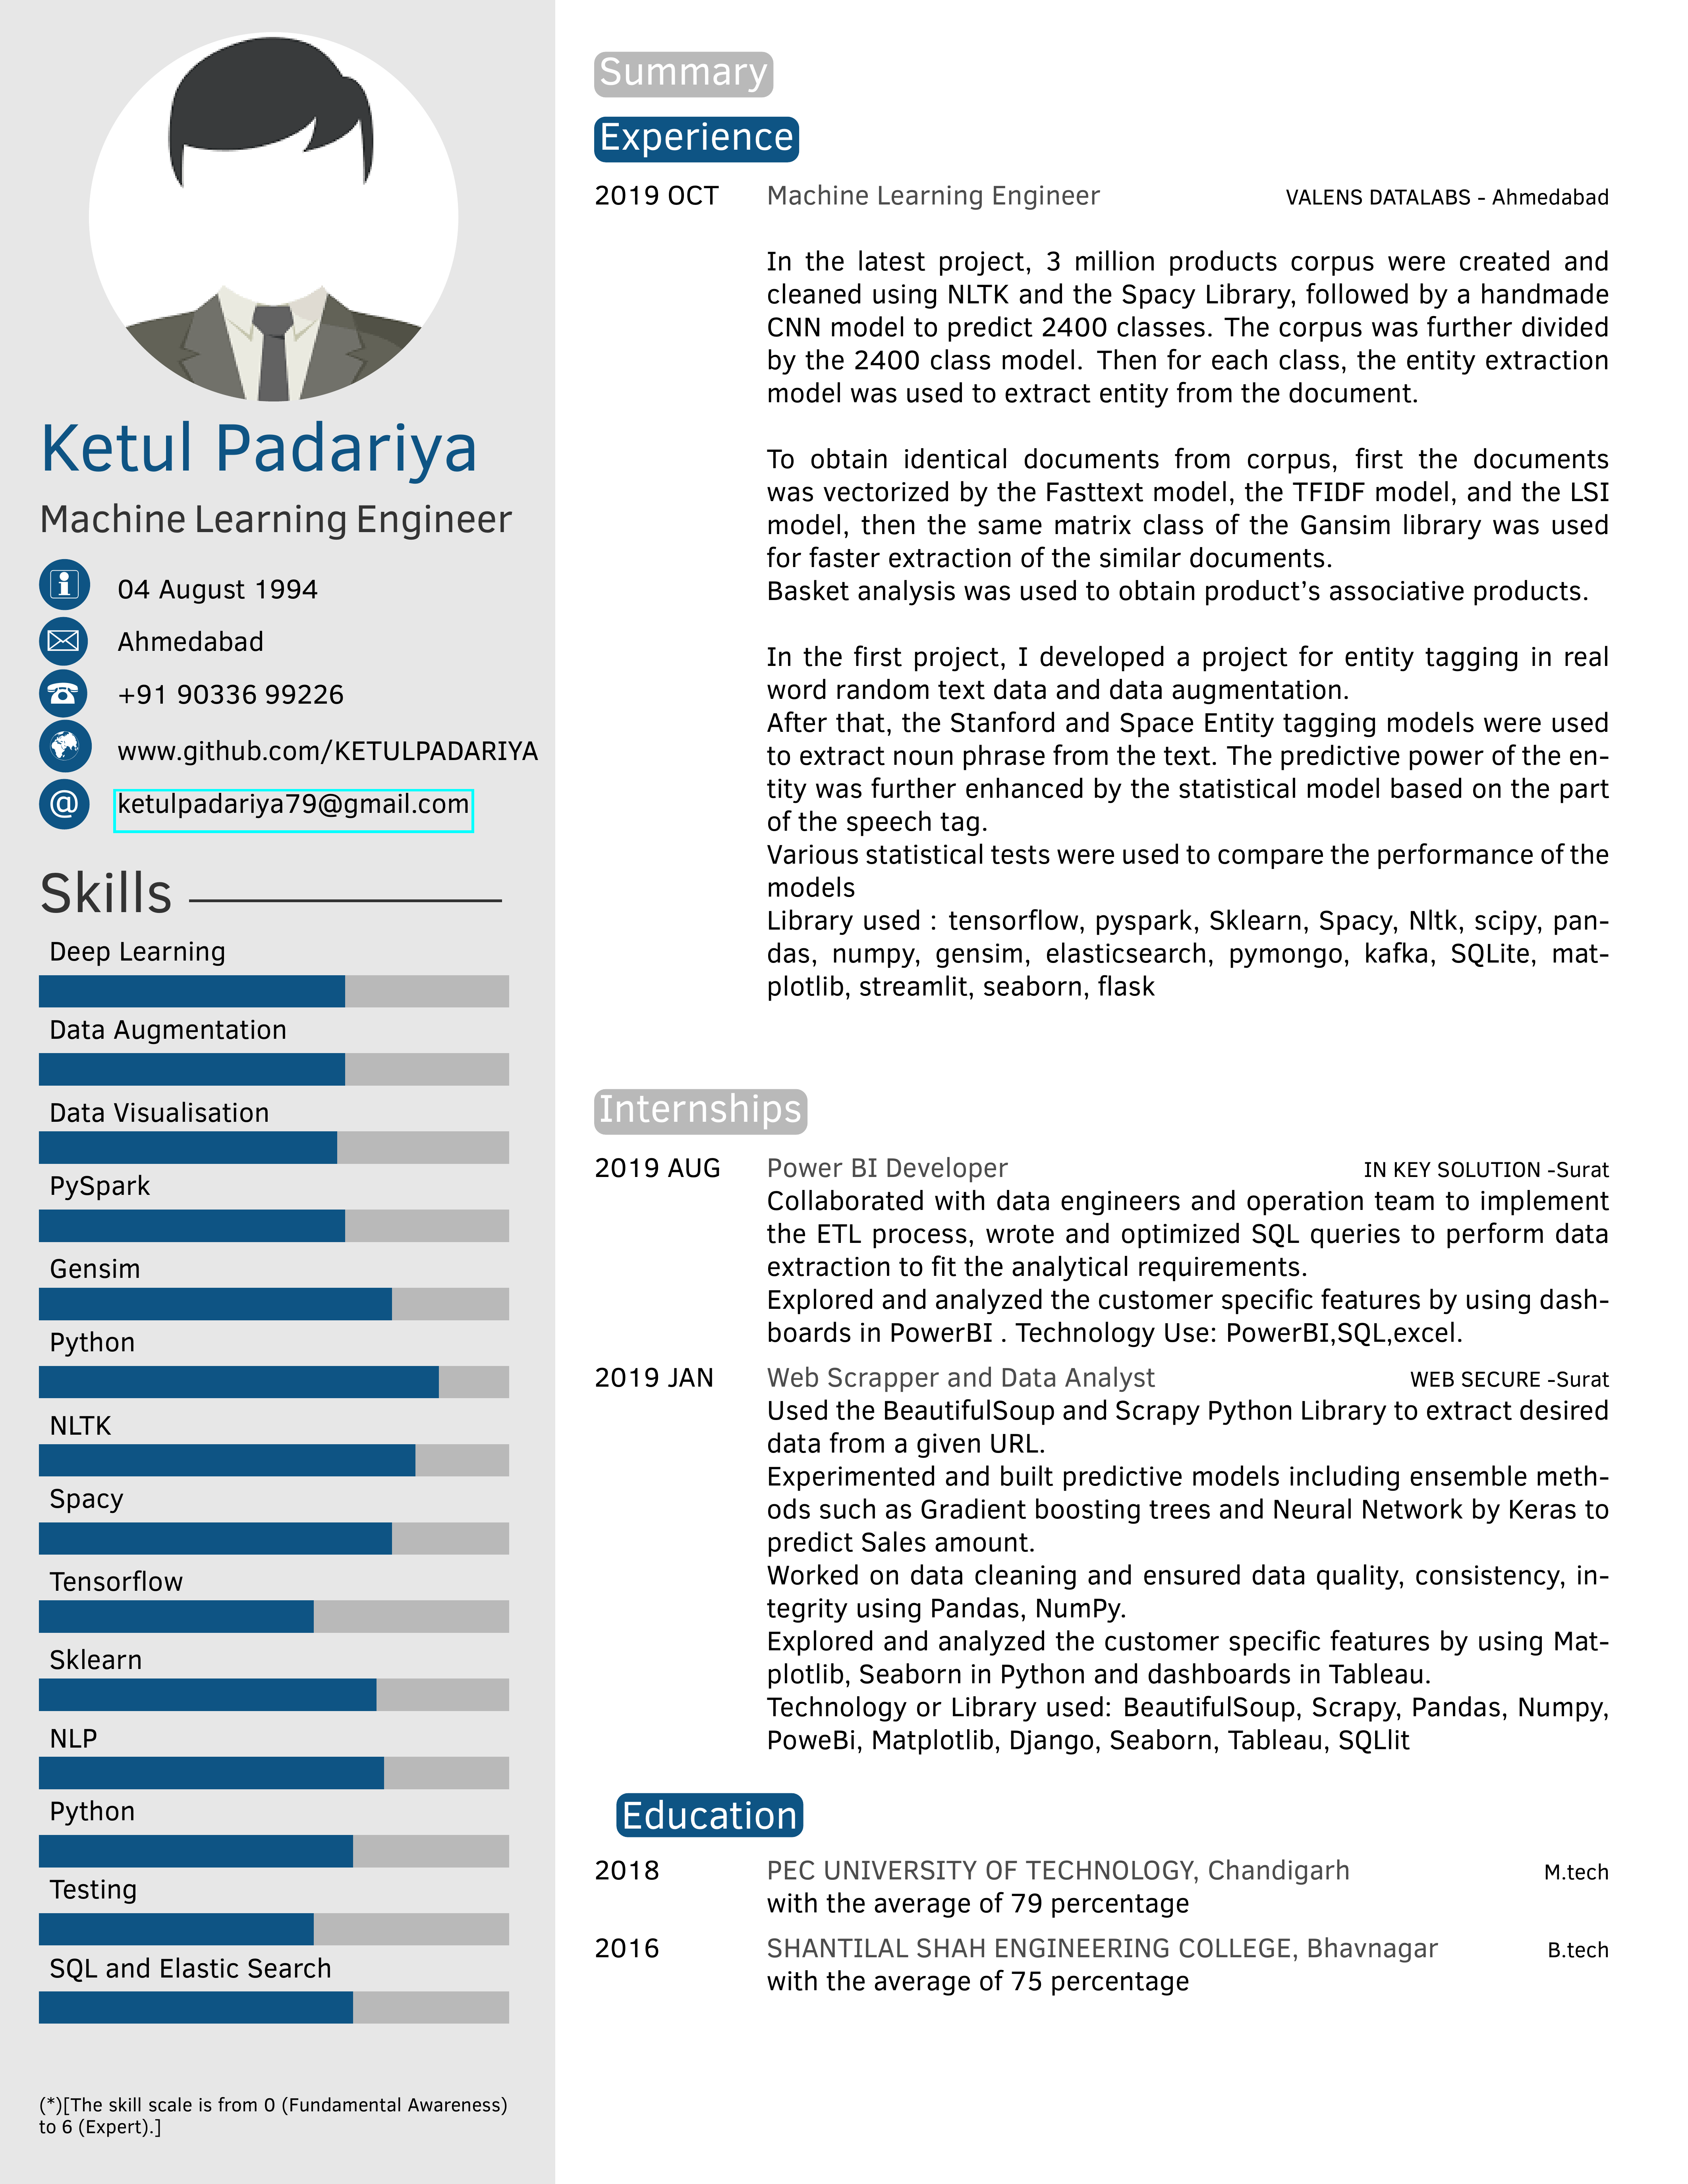 Ketul Padariya
Machine Learning Engineer
04 August 1994
Ahmedabad
+91 90336 99226
www.github.com/KETULPADARIYA
@ ketulpadariya79@gmail.com
Skills
Deep Learning
Data Augmentation
Data Visualisation
PySpark
Gensim
Python
NLTK
Spacy
Tensorflow
Sklearn
NLP
Python
Testing
SQL and Elastic Search
(*)[The skill scale is from 0 (Fundamental Awareness)
to 6 (Expert).]
Summary
Experience
2019 OCT Machine Learning Engineer VALENS DATALABS - Ahmedabad
In the latest project, 3 million products corpus were created and
cleaned using NLTK and the Spacy Library, followed by a handmade
CNN model to predict 2400 classes. The corpus was further divided
by the 2400 class model. Then for each class, the entity extraction
model was used to extract entity from the document.
To obtain identical documents from corpus, first the documents
was vectorized by the Fasttext model, the TFIDF model, and the LSI
model, then the same matrix class of the Gansim library was used
for faster extraction of the similar documents.
Basket analysis was used to obtain product’s associative products.
In the first project, I developed a project for entity tagging in real
word random text data and data augmentation.
After that, the Stanford and Space Entity tagging models were used
to extract noun phrase from the text. The predictive power of the en-
tity was further enhanced by the statistical model based on the part
of the speech tag.
Various statistical tests were used to compare the performance of the
models
Library used : tensorflow, pyspark, Sklearn, Spacy, Nltk, scipy, pan-
das, numpy, gensim, elasticsearch, pymongo, kafka, SQLite, mat-
plotlib, streamlit, seaborn, flask
Internships
2019 AUG Power BI Developer IN KEY SOLUTION -Surat
Collaborated with data engineers and operation team to implement
the ETL process, wrote and optimized SQL queries to perform data
extraction to fit the analytical requirements.
Explored and analyzed the customer specific features by using dash-
boards in PowerBI . Technology Use: PowerBI,SQL,excel.
2019 JAN Web Scrapper and Data Analyst WEB SECURE -Surat
Used the BeautifulSoup and Scrapy Python Library to extract desired
data from a given URL.
Experimented and built predictive models including ensemble meth-
ods such as Gradient boosting trees and Neural Network by Keras to
predict Sales amount.
Worked on data cleaning and ensured data quality, consistency, in-
tegrity using Pandas, NumPy.
Explored and analyzed the customer specific features by using Mat-
plotlib, Seaborn in Python and dashboards in Tableau.
Technology or Library used: BeautifulSoup, Scrapy, Pandas, Numpy,
PoweBi, Matplotlib, Django, Seaborn, Tableau, SQLlit
Education
2018 PEC UNIVERSITY OF TECHNOLOGY, Chandigarh M.tech
with the average of 79 percentage
2016 SHANTILAL SHAH ENGINEERING COLLEGE, Bhavnagar B.tech
with the average of 75 percentage